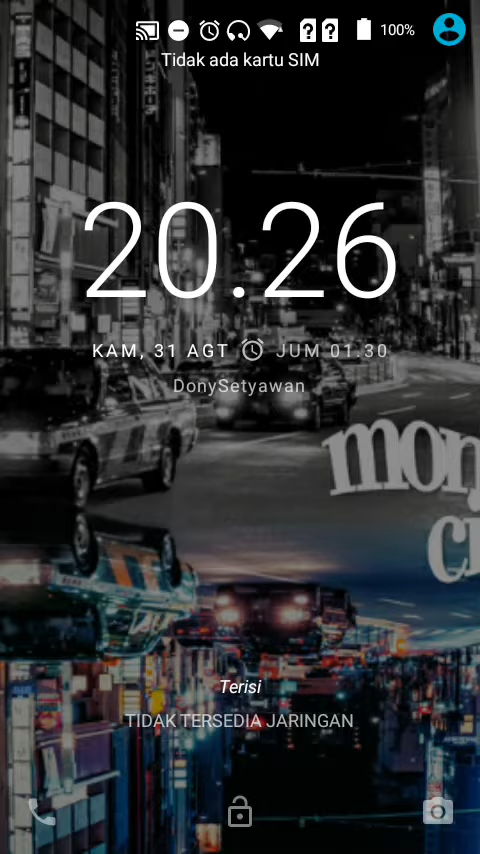 100%
Tidak ada kartu SIM
20.26
KAM, 31 AGT JUM 01.30
DonySetyawan
Terisi
TIDAK TERSEDIA JARINGAN